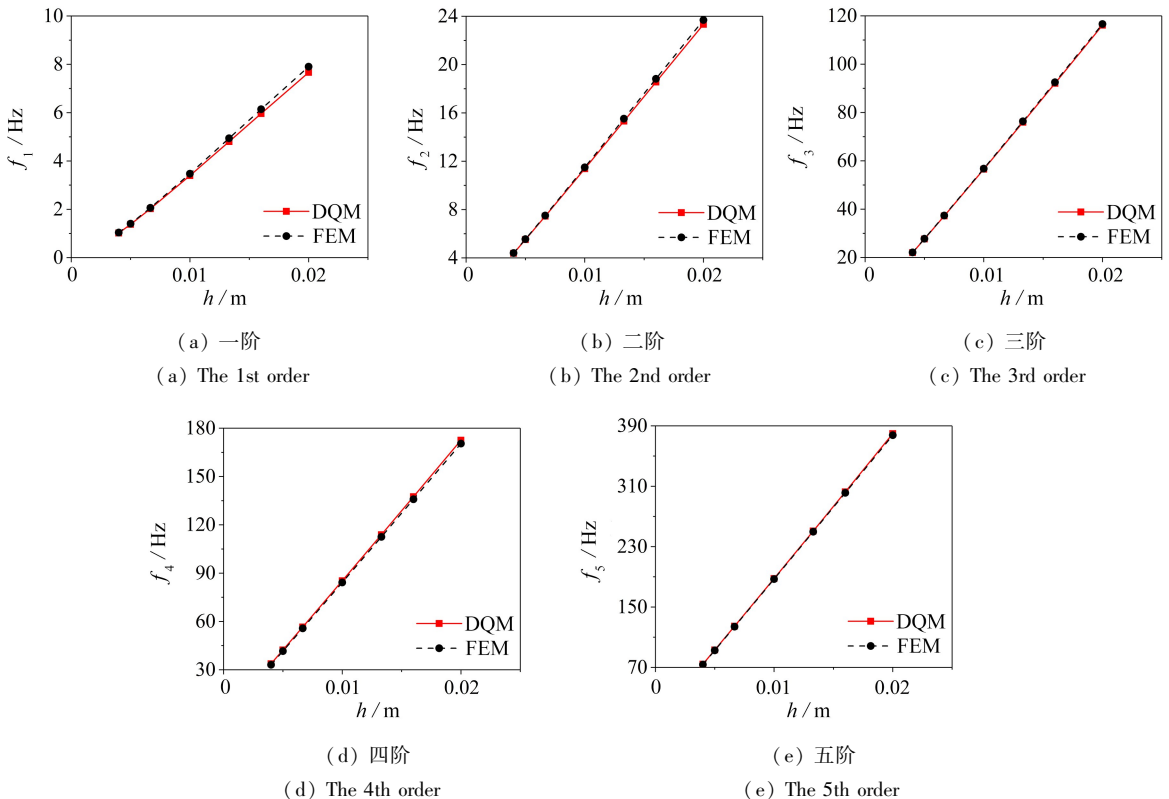 10
8
6
4
2
0
f1 / Hz
0
0.01
0.02
h / m
DQM
FEM
(a) 一阶
(a) The 1st order
24
20
16
12
8
4
f2 / Hz
0
0.01
0.02
h / m
DQM
FEM
(b) 二阶
(b) The 2nd order
120
100
80
60
40
20
f3 / Hz
0
0.01
0.02
h / m
DQM
FEM
(c) 三阶
(c) The 3rd order
180
150
120
90
60
30
f4 / Hz
0
0.01
0.02
h / m
DQM
FEM
(d) 四阶
(d) The 4th order
390
310
230
150
70
f5 / Hz
0
0.01
0.02
h / m
DQM
FEM
(e) 五阶
(e) The 5th order